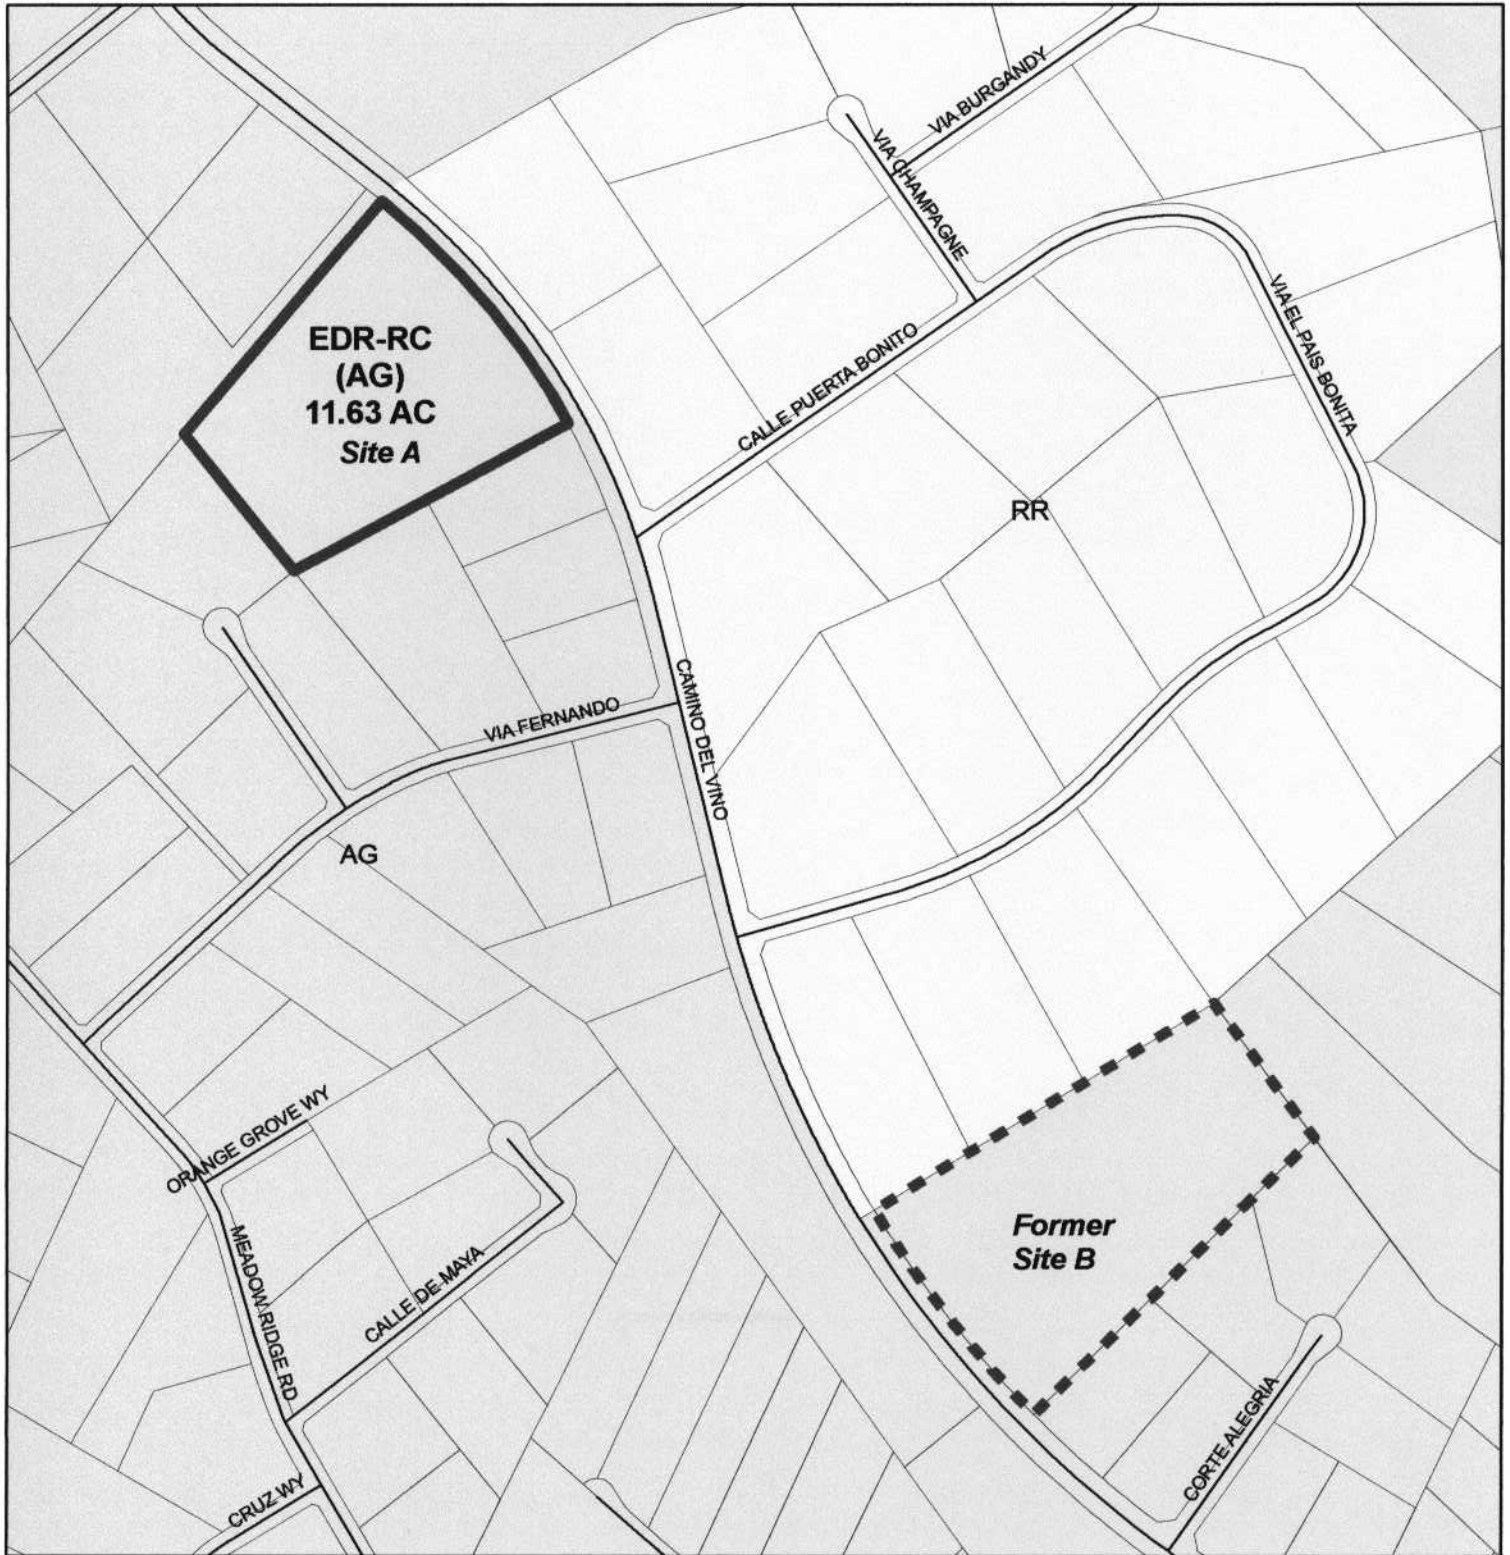 VIA BURGANDY
VIA CHAMPAGNE
EDR-RC
(AG)
11.63 AC
Site A
CALLE PUERTA BONITO
VIA EL PAIS BONITA
RR
CAMINO DEL VINO
VIA FERNANDO
AG
ORANGE GROVE WY
MEADOW RIDGE RD
CALLE DE MAYA
Former
Site B
CORTE ALEGRIA
CRUZ WY